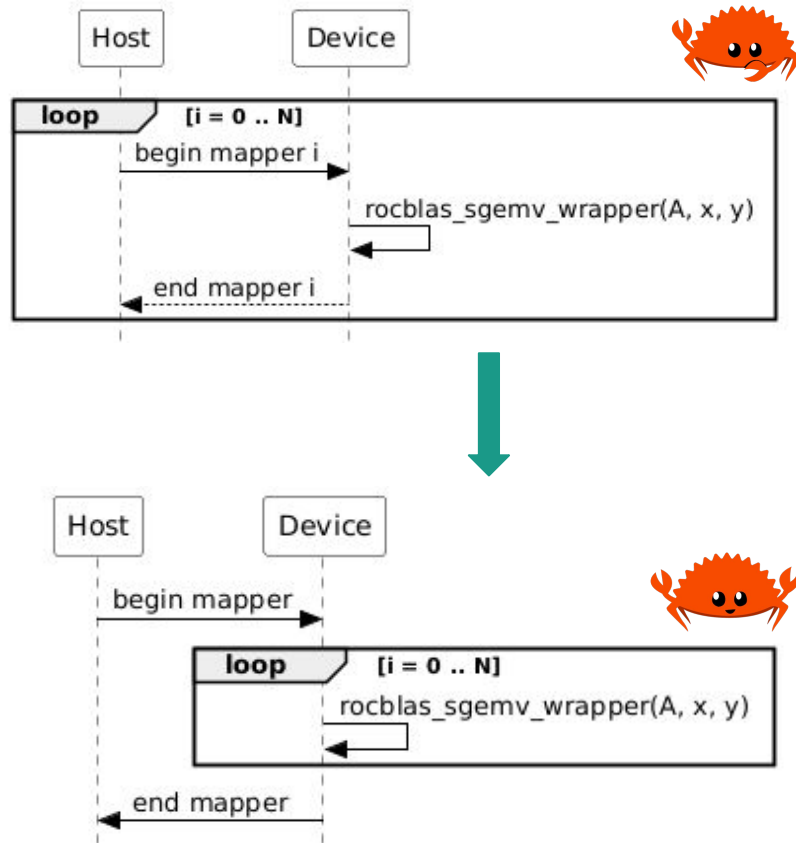 Host Device
loop [i = 0 .. N]
begin mapper i
rocblas_sgemv_wrapper(A, x, y)
end mapper i
Host Device
begin mapper
loop [i = 0 .. N]
rocblas_sgemv_wrapper(A, x, y)
end mapper